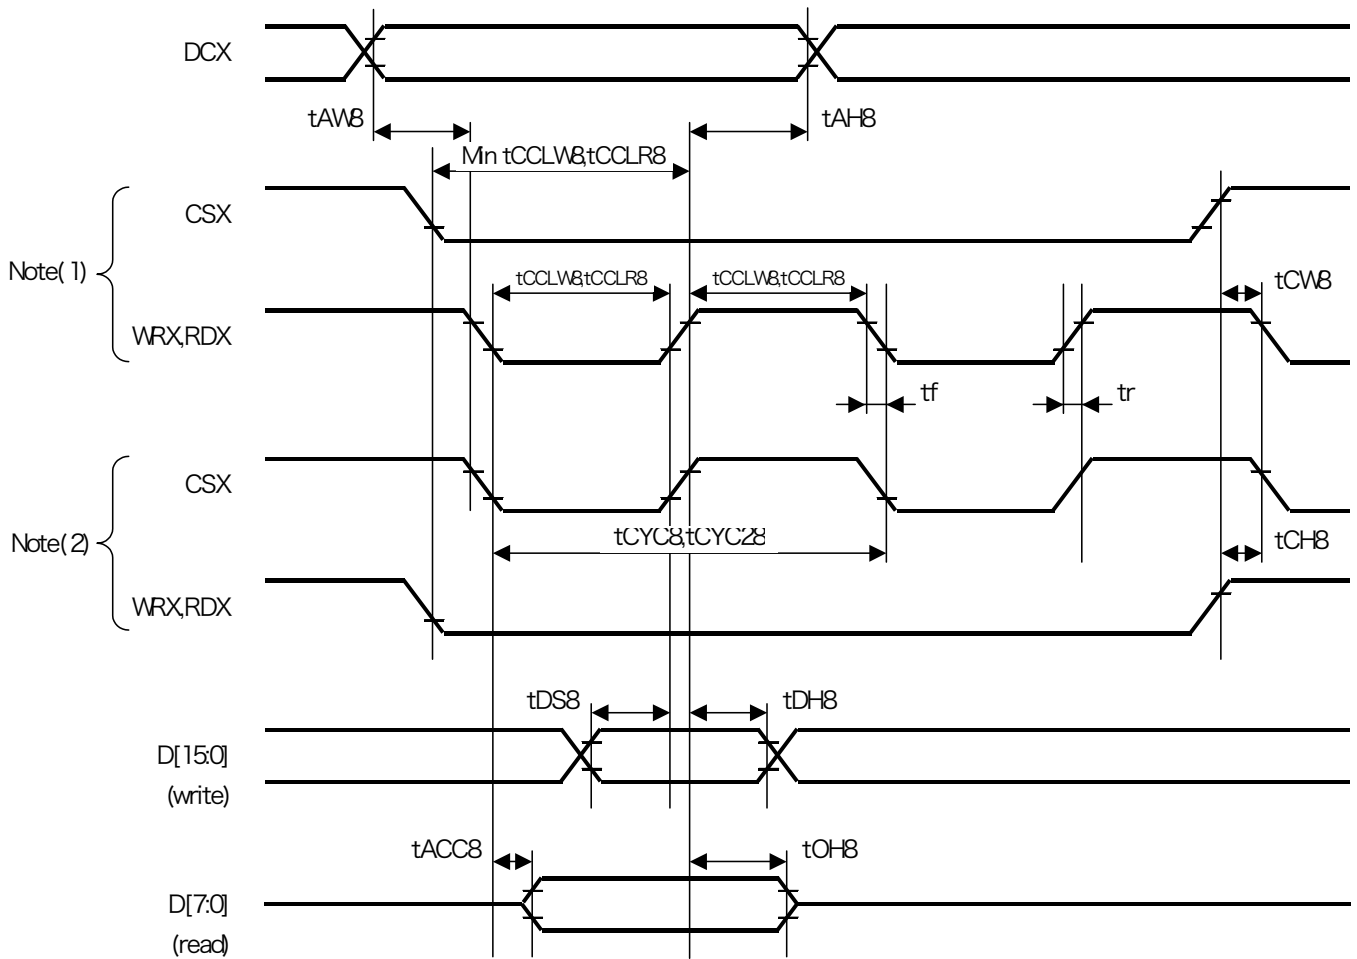 DCX
tAW8
tAH8
Min tCCLW8,tCCLR8
CSX
Note(1)
tCCLW8,tCCLR8
tCCLW8,tCCLR8
tCW8
WRX,RDX
tf
tr
CSX
Note(2)
tCYC8,tCYC28
tCH8
WRX,RDX
tDS8
tDH8
D[15:0]
(write)
tACC8
tOH8
D[7:0]
(read)